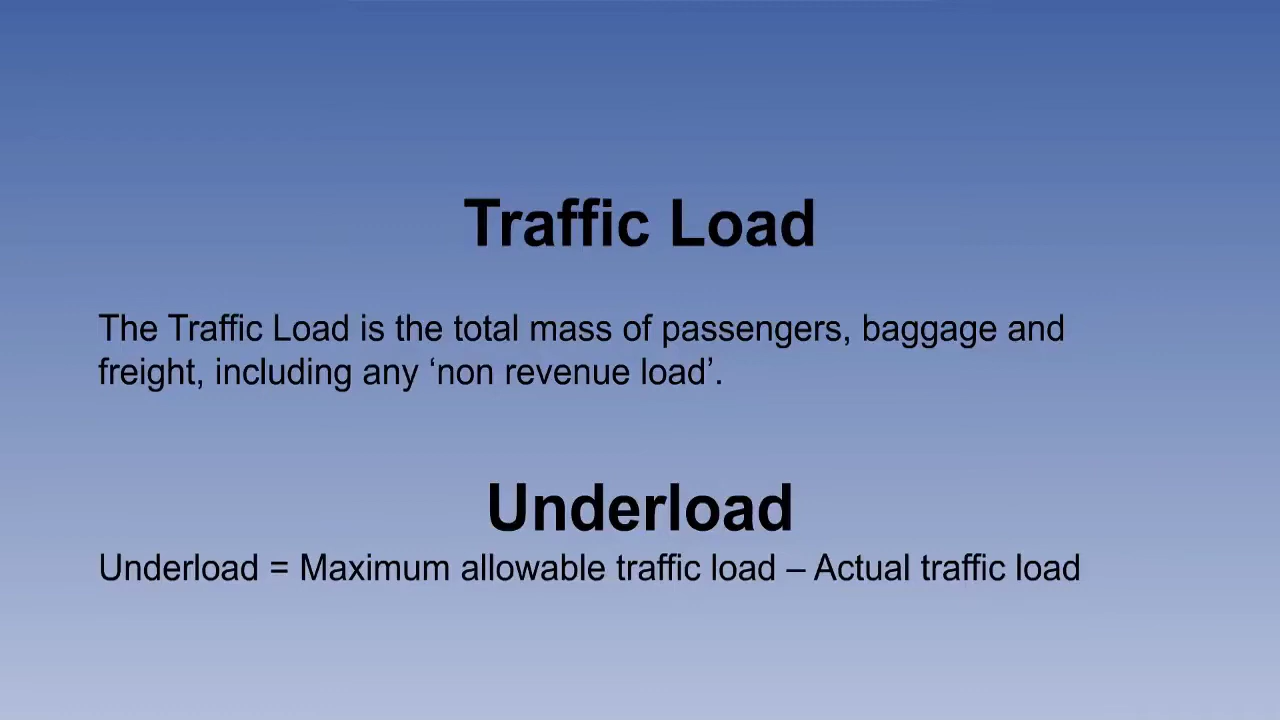 Traffic Load
The Traffic Load is the total mass of passengers, baggage and
freight, including any ‘non revenue load’.
Underload
Underload = Maximum allowable traffic load – Actual traffic load